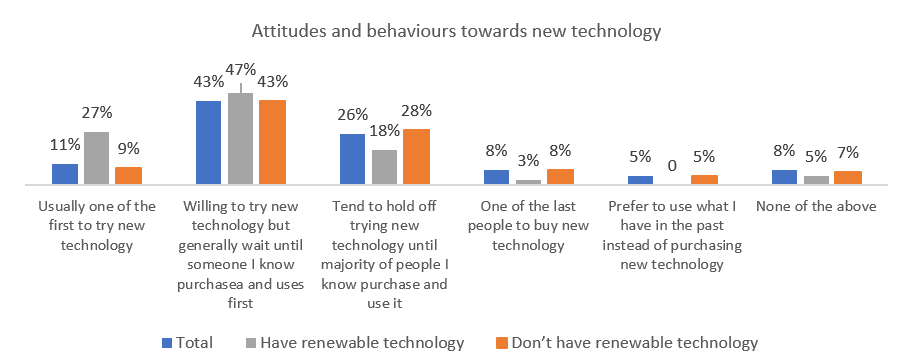 Attitudes and behaviours towards new technology
11%
27%
9%
43%
47%
43%
26%
18%
28%
8%
3%
8%
5%
0
5%
8%
5%
7%
Usually one of the
first to try new
technology
Willing to try new
technology but
generally wait until
someone I know
purchasea and uses
first
Tend to hold off
trying new
technology until
majority of people I
know purchase and
use it
One of the last
people to buy new
technology
Prefer to use what I
have in the past
instead of purchasing
new technology
None of the above
Total
Have renewable technology
Don't have renewable technology